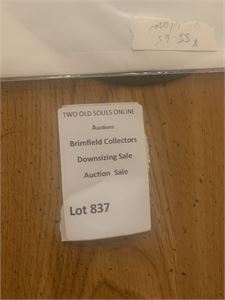 TWO OLD SOULS ONLINE
Auctions
Brimfield Collectors
Downsizing Sale
Auction Sale
Lot 837